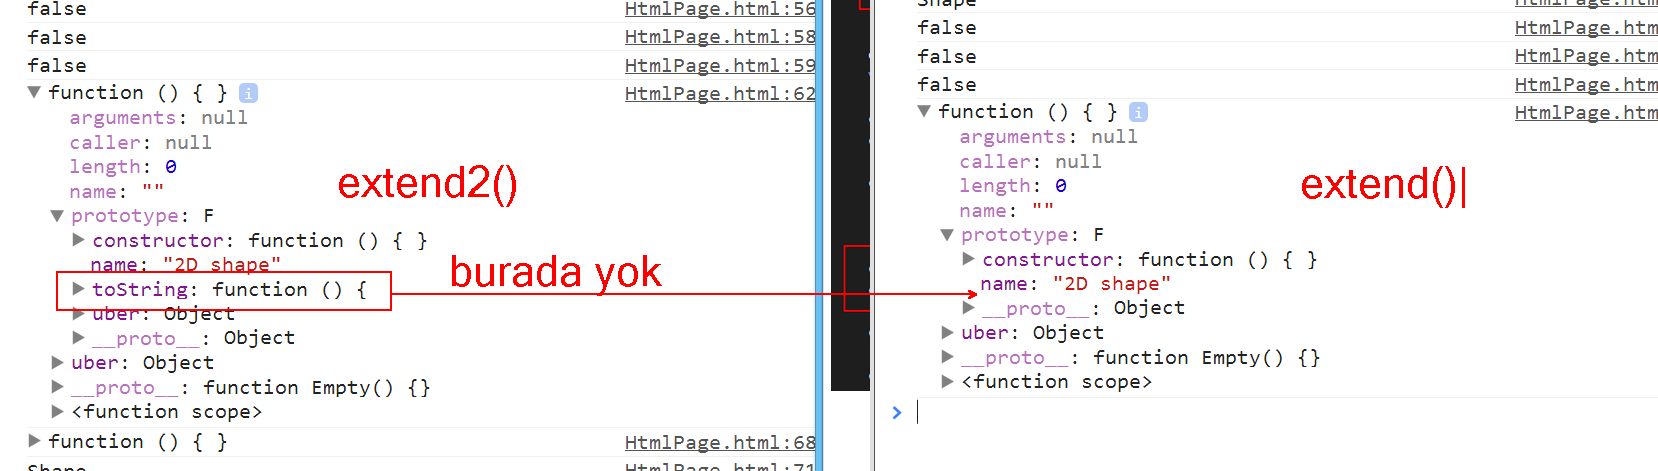 false HtmlPage.html:56
false HtmlPage.html:58
false HtmlPage.html:59
function () { } i HtmlPage.html:62
arguments: null
caller: null
length: 0
name: ""
extend2()
prototype: F
constructor: function () { }
name: "2D shape"
burada yok
toString: function () {
uber: Object
__proto__: Object
uber: Object
__proto__: function Empty() {}
<function scope>
function () { } HtmlPage.html:68
Shape HtmlPage.html:71
Shape
false HtmlPage.htm
false HtmlPage.htm
false HtmlPage.htm
function () { } i HtmlPage.htm
arguments: null
caller: null
length: 0
name: ""
extend()
prototype: F
constructor: function () { }
name: "2D shape"
__proto__: Object
uber: Object
__proto__: function Empty() {}
<function scope>
>